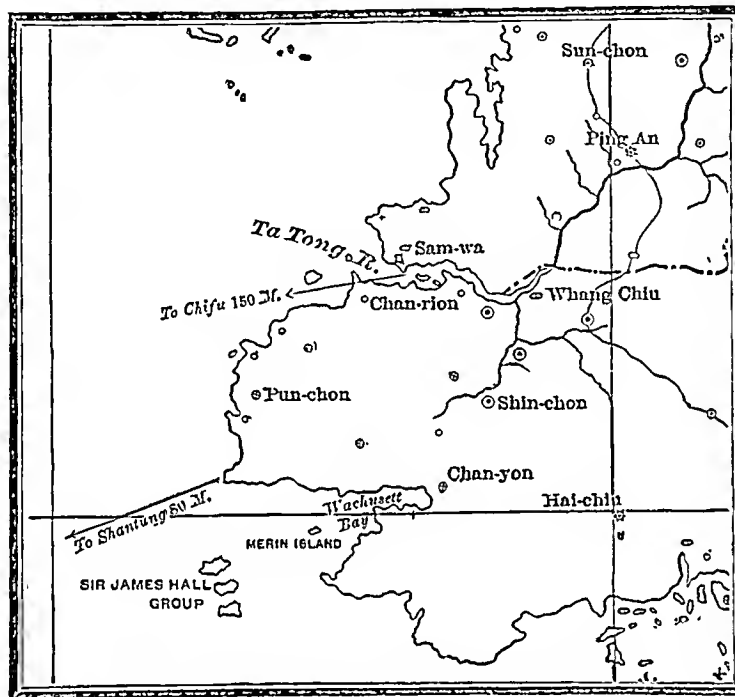 Sun-chon
Ping An
Ta Tong R.
Sam-wa
To Chifu 150 M.
Chan-rion
Whang Chiu
Pun-chon
Shin-chon
Chan-yon
Wachusett
Bay
Hai-chiu
To Shantung 80 M.
MERIN ISLAND
SIR JAMES HALL
GROUP